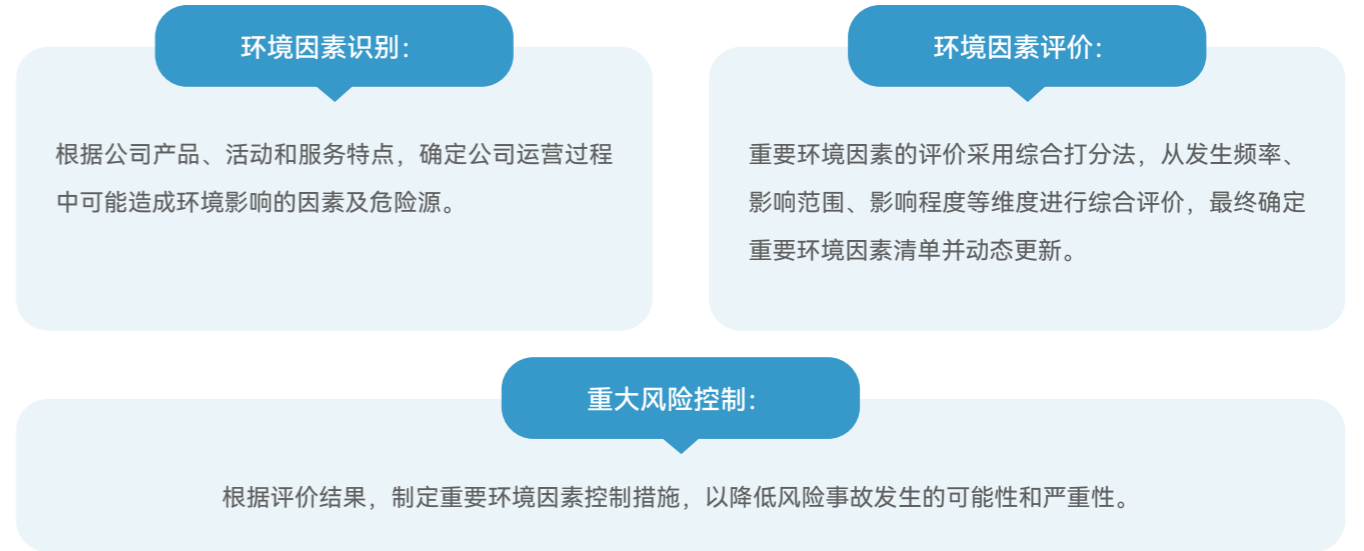 环境因素识别：
根据公司产品、活动和服务特点，确定公司运营过程
中可能造成环境影响的因素及危险源。
环境因素评价：
重要环境因素的评价采用综合打分法，从发生频率、
影响范围、影响程度等维度进行综合评价，最终确定
重要环境因素清单并动态更新。
重大风险控制：
根据评价结果，制定重要环境因素控制措施，以降低风险事故发生的可能性和严重性。